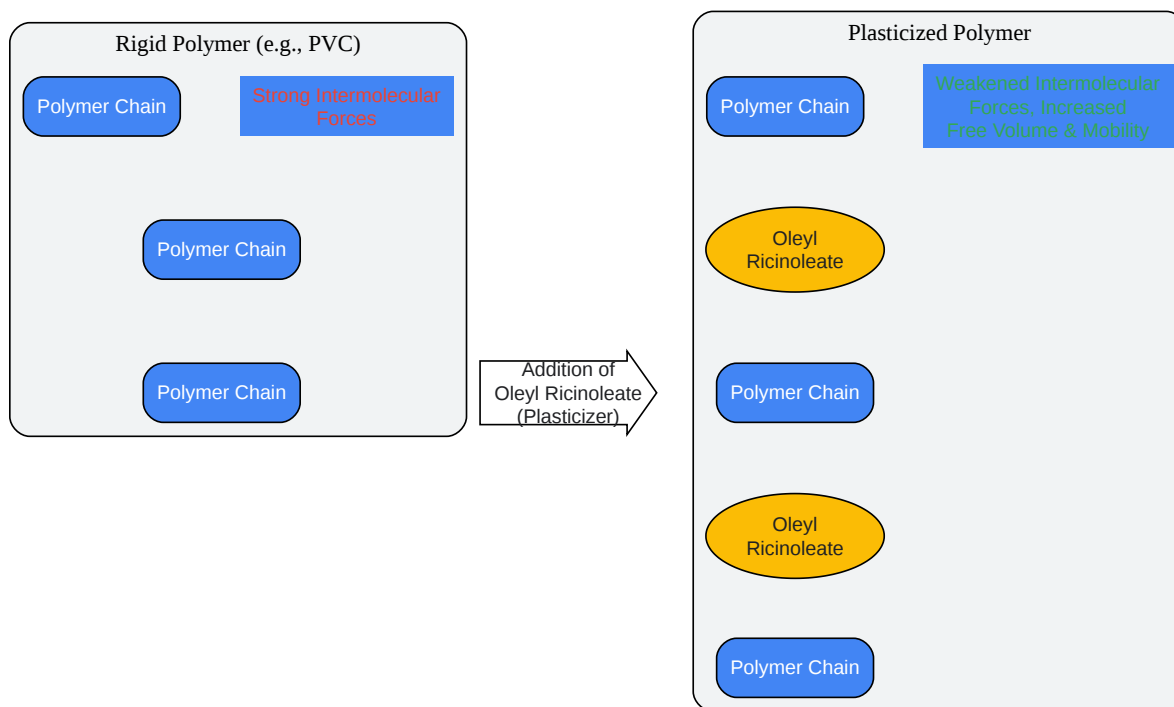 Rigid Polymer (e.g., PVC)
Polymer Chain
Strong Intermolecular
Forces
Polymer Chain
Polymer Chain
Addition of
Oleyl Ricinoleate
(Plasticizer)
Plasticized Polymer
Polymer Chain
Weakened Intermolecular
Forces, Increased
Free Volume & Mobility
Oleyl
Ricinoleate
Polymer Chain
Oleyl
Ricinoleate
Polymer Chain